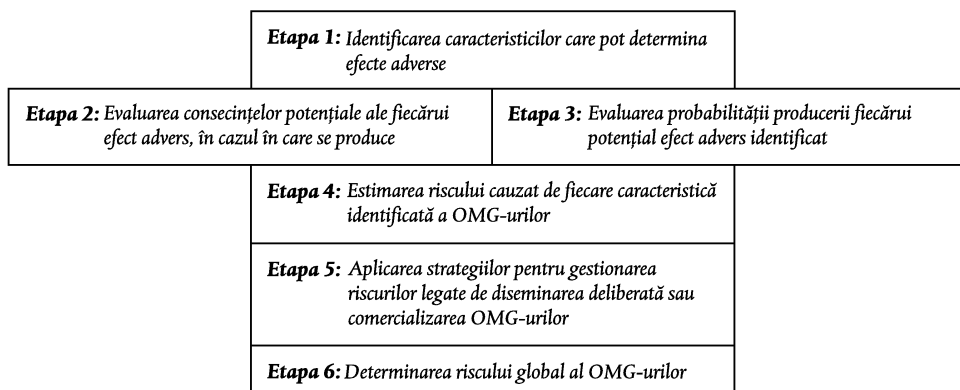 Etapa 1: Identificarea caracteristicilor care pot determina
efecte adverse
Etapa 2: Evaluarea consecințelor potențiale ale fiecărui
efect advers, în cazul în care se produce
Etapa 3: Evaluarea probabilității producerii fiecărui
potențial efect advers identificat
Etapa 4: Estimarea riscului cauzat de fiecare caracteristică
identificată a OMG-urilor
Etapa 5: Aplicarea strategiilor pentru gestionarea
riscurilor legate de diseminarea deliberată sau
comercializarea OMG-urilor
Etapa 6: Determinarea riscului global al OMG-urilor